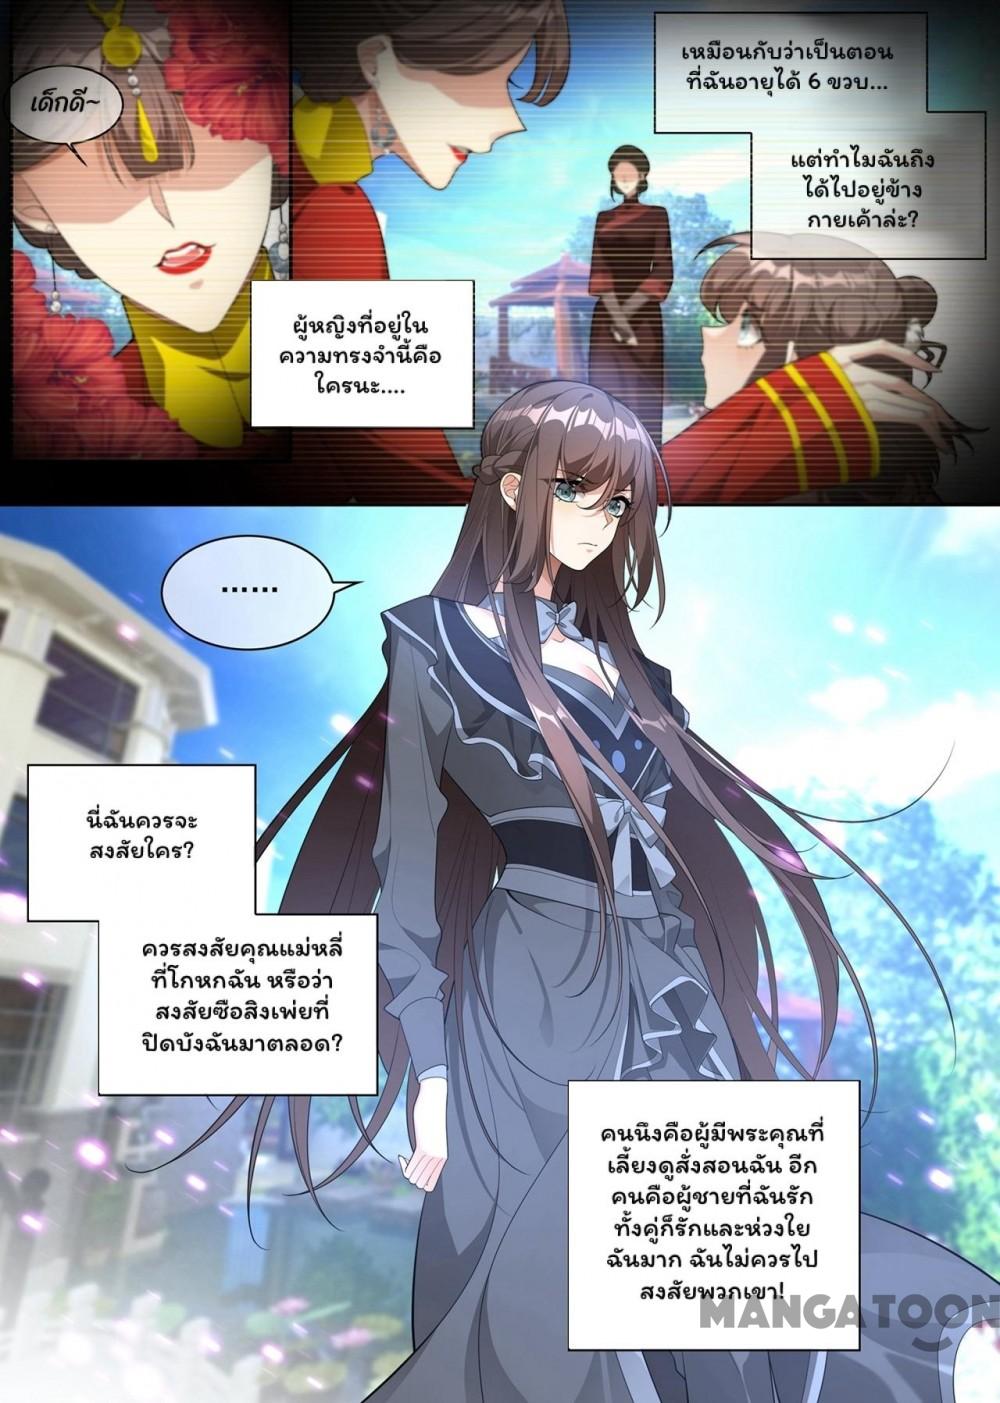 เด็กดี~
เหมือนกับว่าเป็นตอน
ที่ฉันอายุได้ 6 ขวบ...
แต่ทำไมฉันถึง
ได้ไปอยู่ข้าง
กายเค้าล่ะ?
ผู้หญิงที่อยู่ใน
ความทรงจำนี้คือ
ใครนะ....
......
นี่ฉันควรจะ
สงสัยใคร?
ควรสงสัยคุณแม่หลี่
ที่โกหกฉัน หรือว่า
สงสัยซือสิงเพ่ยที่
ปิดบังฉันมาตลอด?
คนนึงคือผู้มีพระคุณที่
เลี้ยงดูสั่งสอนฉัน อีก
คนคือผู้ชายที่ฉันรัก
ทั้งคู่ก็รักและห่วงใย
ฉันมาก ฉันไม่ควรไป
สงสัยพวกเขา!
MANGATOON